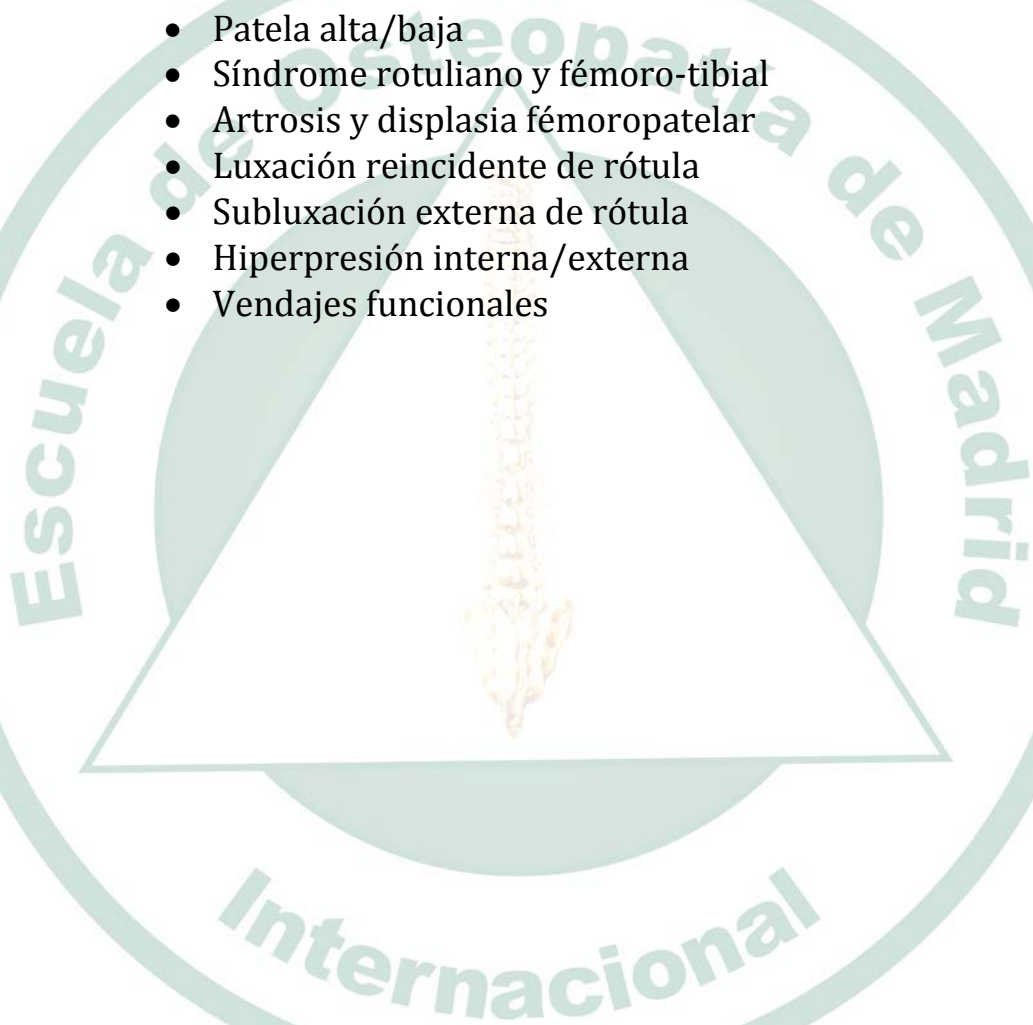 • Patela alta/baja
• Síndrome rotuliano y fémoro-tibial
• Artrosis y displasia fémoropatelar
• Luxación reincidente de rótula
• Subluxación externa de rótula
• Hiperpresión interna/externa
• Vendajes funcionales
Escuela de Osteopatía de Madrid
Internacional